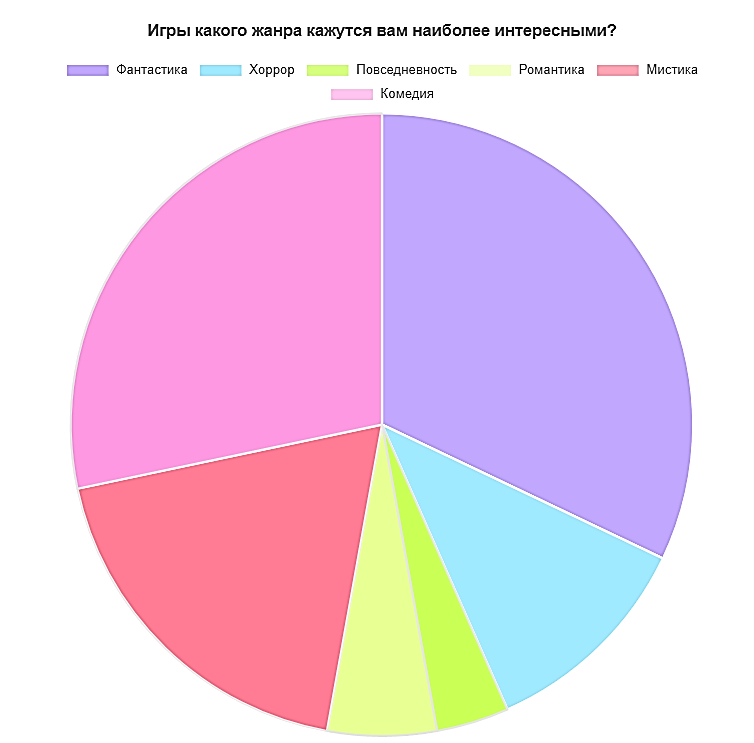 Игры какого жанра кажутся вам наиболее интересными?
Фантастика Хоррор Повседневность Романтика Мистика
Комедия